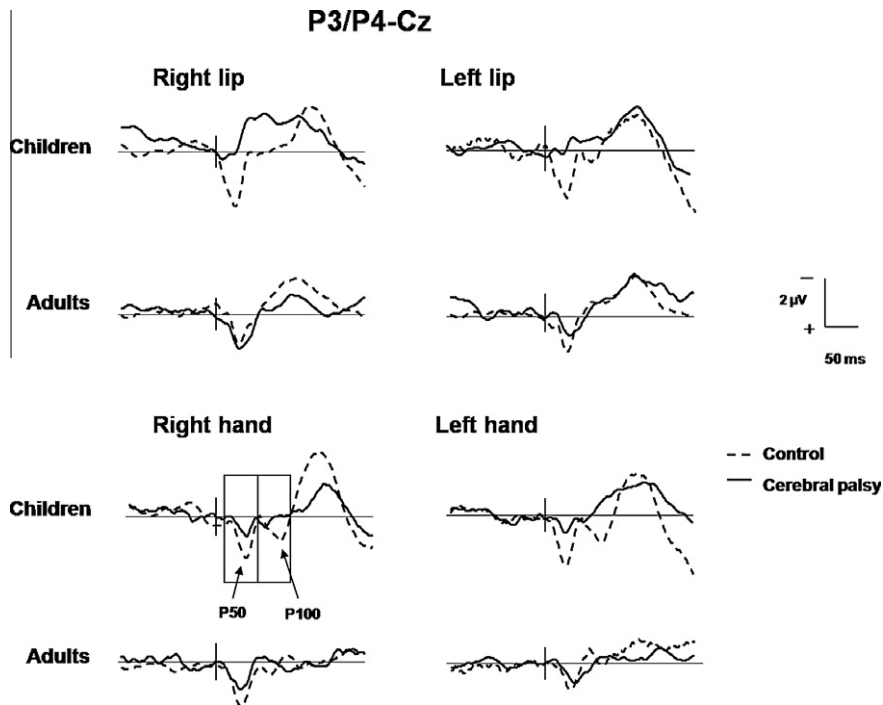 P3/P4-Cz
Right lip
Left lip
Children
Adults
−
2 μV
+
50 ms
Right hand
Left hand
Control
Cerebral palsy
Children
P50
P100
Adults